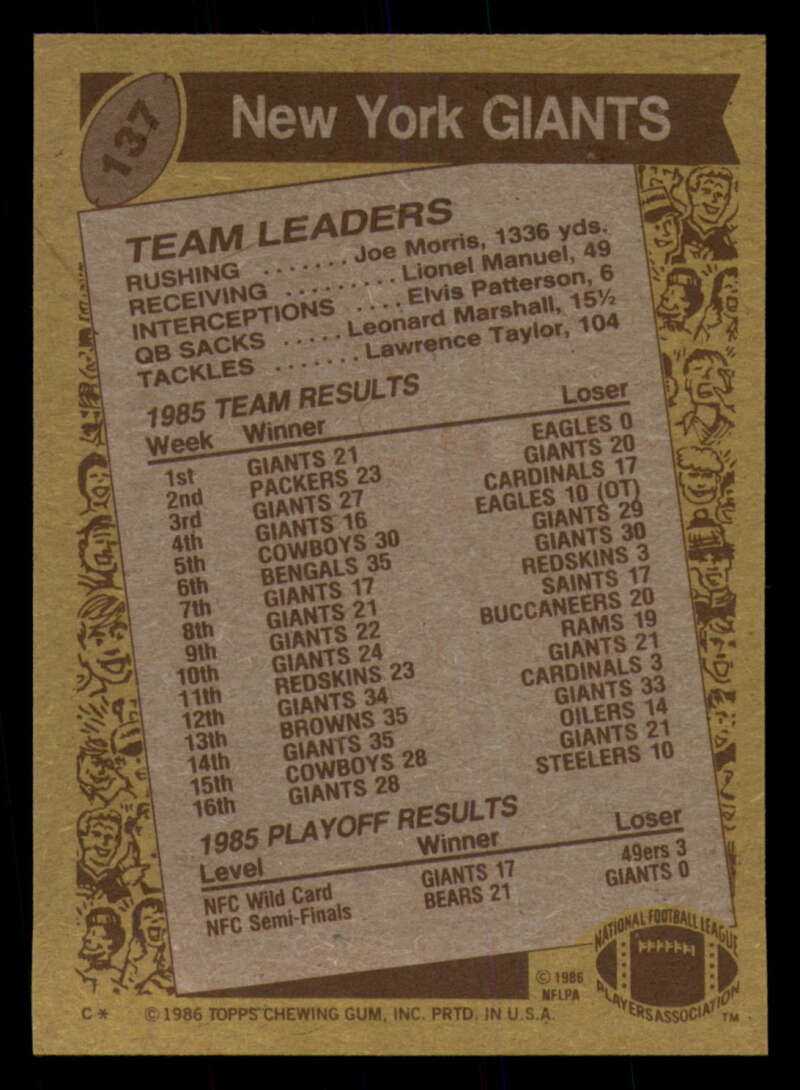 137
New York GIANTS
TEAM LEADERS
RUSHING ....... Joe Morris, 1336 yds.
RECEIVING ......... Lionel Manuel, 49
INTERCEPTIONS .... Elvis Patterson, 6
QB SACKS ..... Leonard Marshall, 15½
TACKLES ....... Lawrence Taylor, 104
1985 TEAM RESULTS
Week Winner Loser
1st GIANTS 21 EAGLES 0
2nd PACKERS 23 GIANTS 20
3rd GIANTS 27 CARDINALS 17
4th GIANTS 16 EAGLES 10 (OT)
5th COWBOYS 30 GIANTS 29
6th BENGALS 35 GIANTS 30
7th GIANTS 17 REDSKINS 3
8th GIANTS 21 SAINTS 17
9th GIANTS 22 BUCCANEERS 20
10th GIANTS 24 RAMS 19
11th REDSKINS 23 GIANTS 21
12th GIANTS 34 CARDINALS 3
13th BROWNS 35 GIANTS 33
14th GIANTS 35 OILERS 14
15th COWBOYS 28 GIANTS 21
16th GIANTS 28 STEELERS 10
1985 PLAYOFF RESULTS
Level Winner Loser
NFC Wild Card GIANTS 17 49ers 3
NFC Semi-Finals BEARS 21 GIANTS 0
NATIONAL FOOTBALL LEAGUE
PLAYERS ASSOCIATION TM
© 1986
NFLPA
C* © 1986 TOPPS CHEWING GUM, INC. PRTD. IN U.S.A.